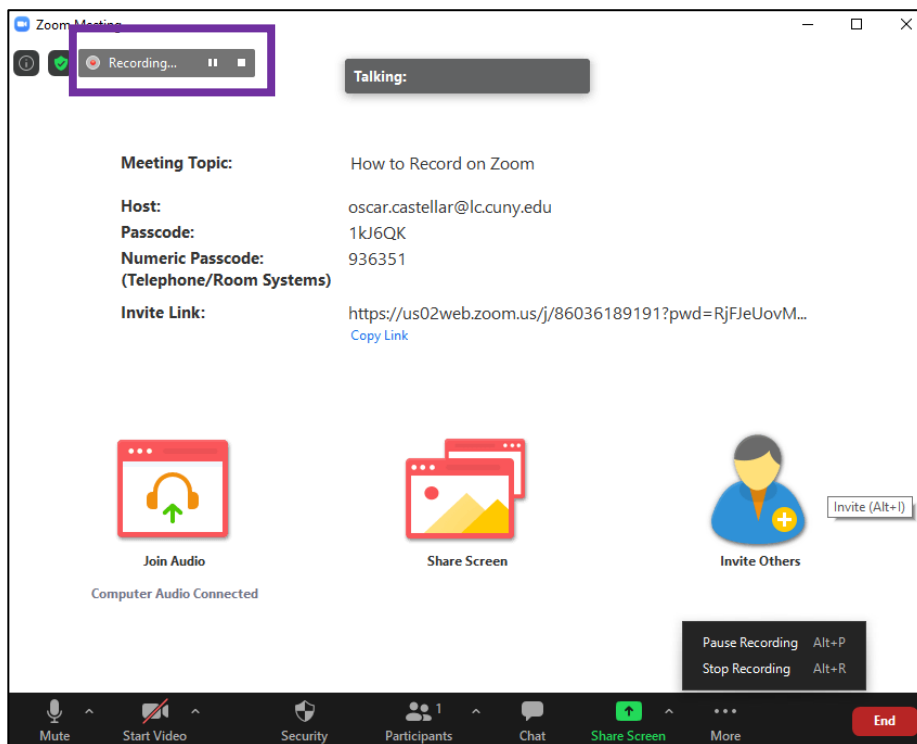 Zoom Meeting
Recording...
Talking:
Meeting Topic: How to Record on Zoom
Host: oscar.castellar@lc.cuny.edu
Passcode: 1kJ6QK
Numeric Passcode: 936351
(Telephone/Room Systems)
Invite Link: https://us02web.zoom.us/j/86036189191?pwd=RjFJeUovM...
Copy Link
Invite (Alt+I)
Join Audio Share Screen Invite Others
Computer Audio Connected
Pause Recording Alt+P
Stop Recording Alt+R
1
Mute Start Video Security Participants Chat Share Screen More End